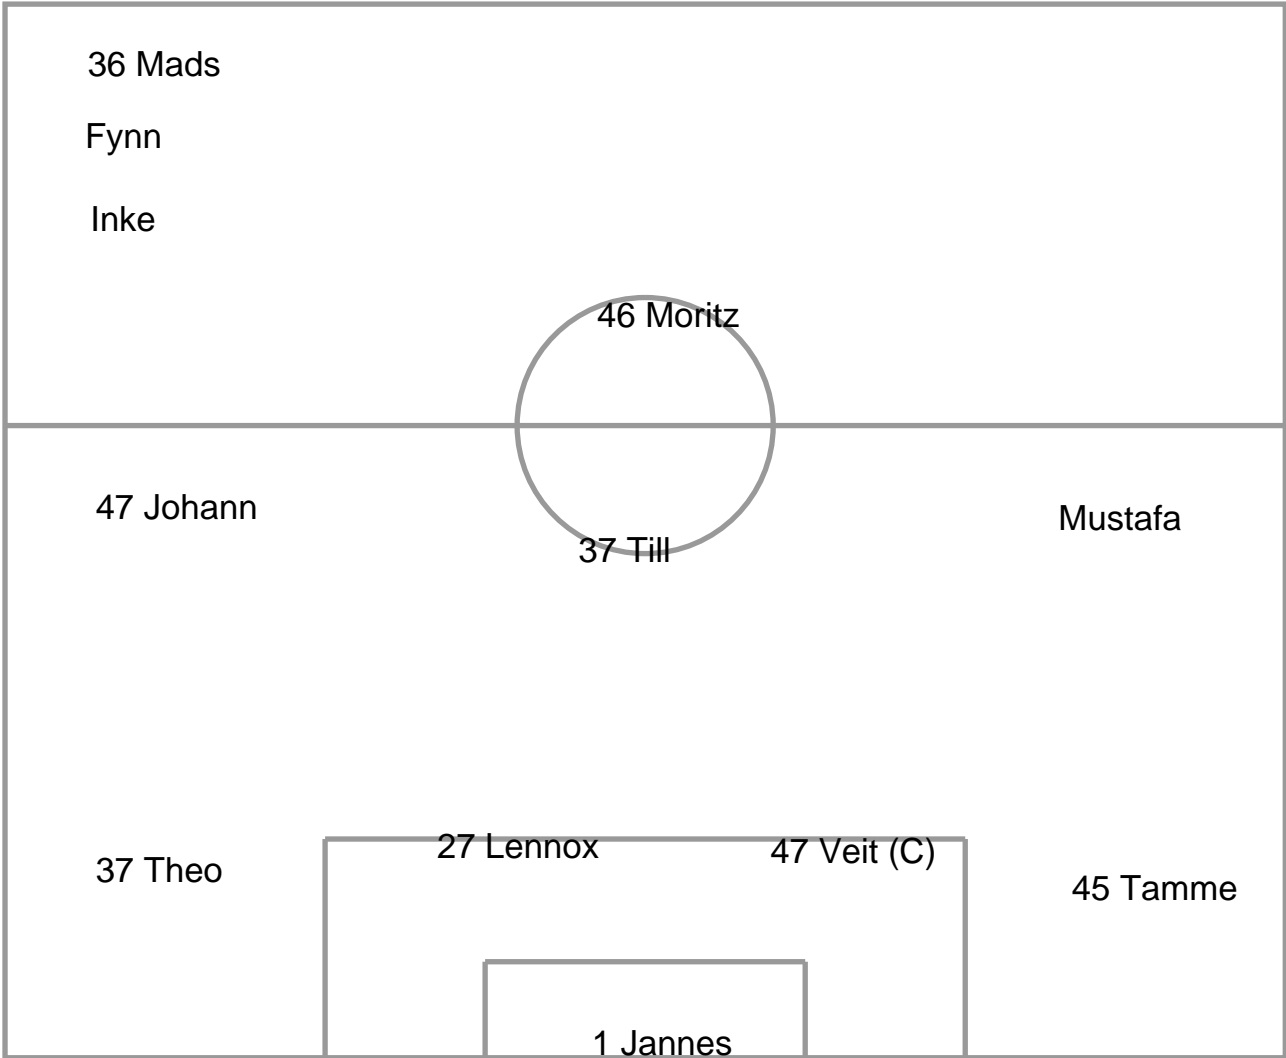 36 Mads
Fynn
Inke
46 Moritz
47 Johann
Mustafa
37 Till
27 Lennox
47 Veit (C)
37 Theo
45 Tamme
1 Jannes